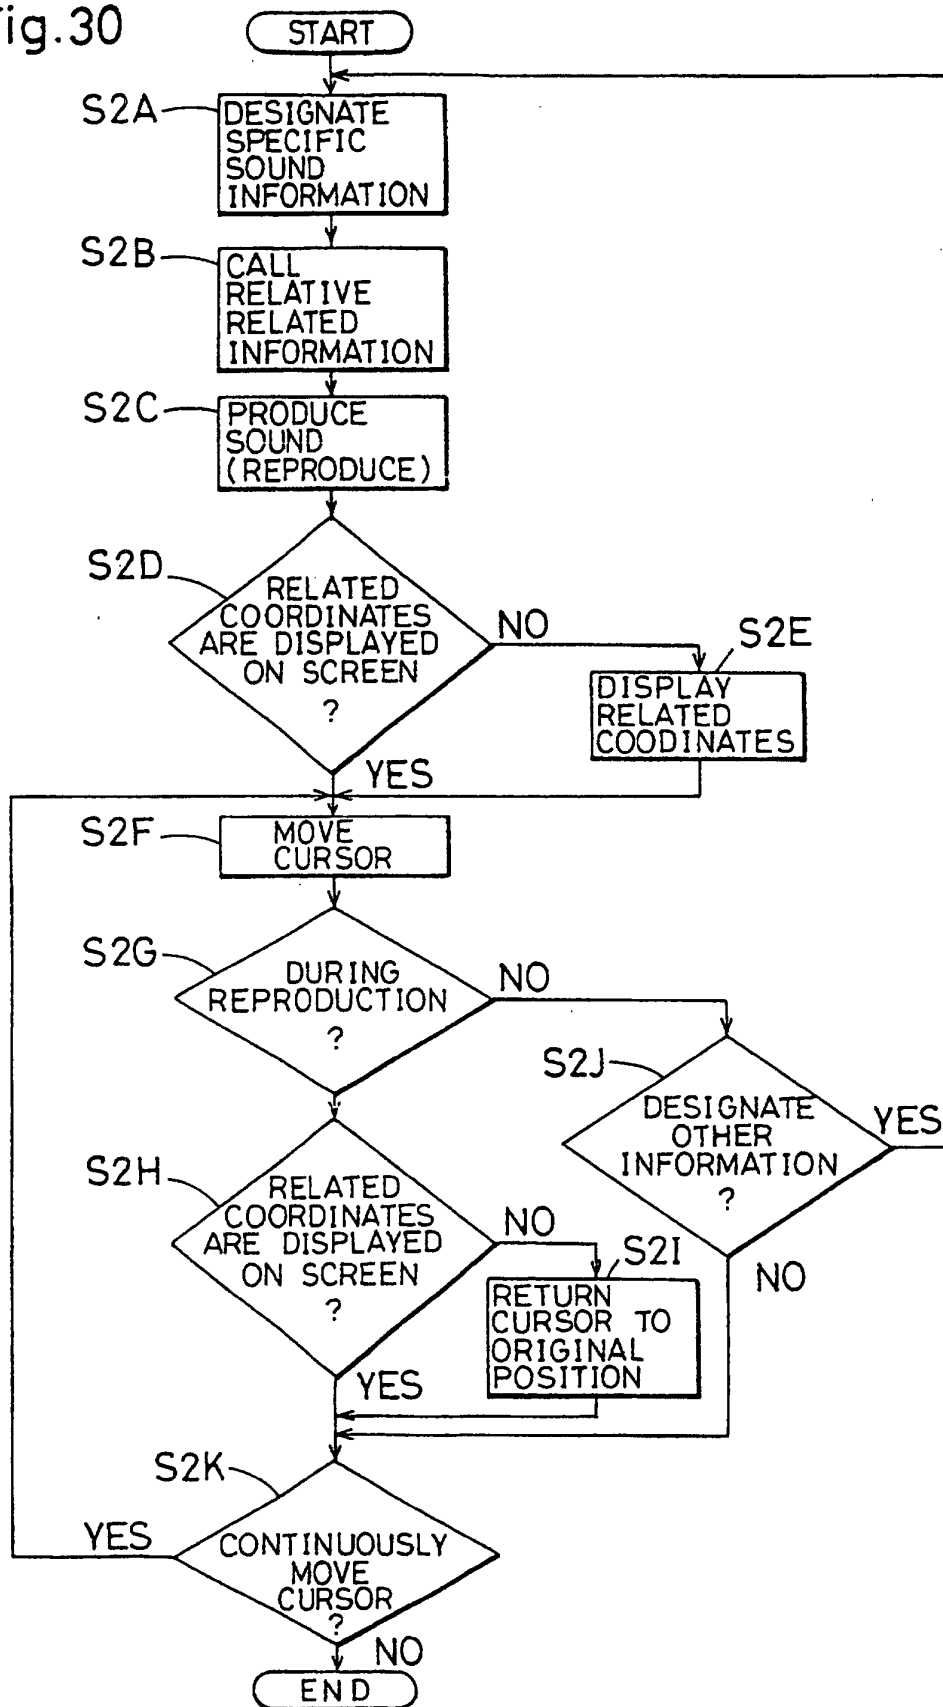 Fig.30
START
S2A
DESIGNATE
SPECIFIC
SOUND
INFORMATION
S2B
CALL
RELATIVE
RELATED
INFORMATION
S2C
PRODUCE
SOUND
(REPRODUCE)
S2D
RELATED
COORDINATES
ARE DISPLAYED
ON SCREEN
?
NO
S2E
DISPLAY
RELATED
COODINATES
YES
S2F
MOVE
CURSOR
S2G
DURING
REPRODUCTION
?
NO
S2J
DESIGNATE
OTHER
INFORMATION
?
YES
NO
S2H
RELATED
COORDINATES
ARE DISPLAYED
ON SCREEN
?
NO
S2I
RETURN
CURSOR TO
ORIGINAL
POSITION
YES
S2K
YES
CONTINUOUSLY
MOVE
CURSOR
?
NO
END